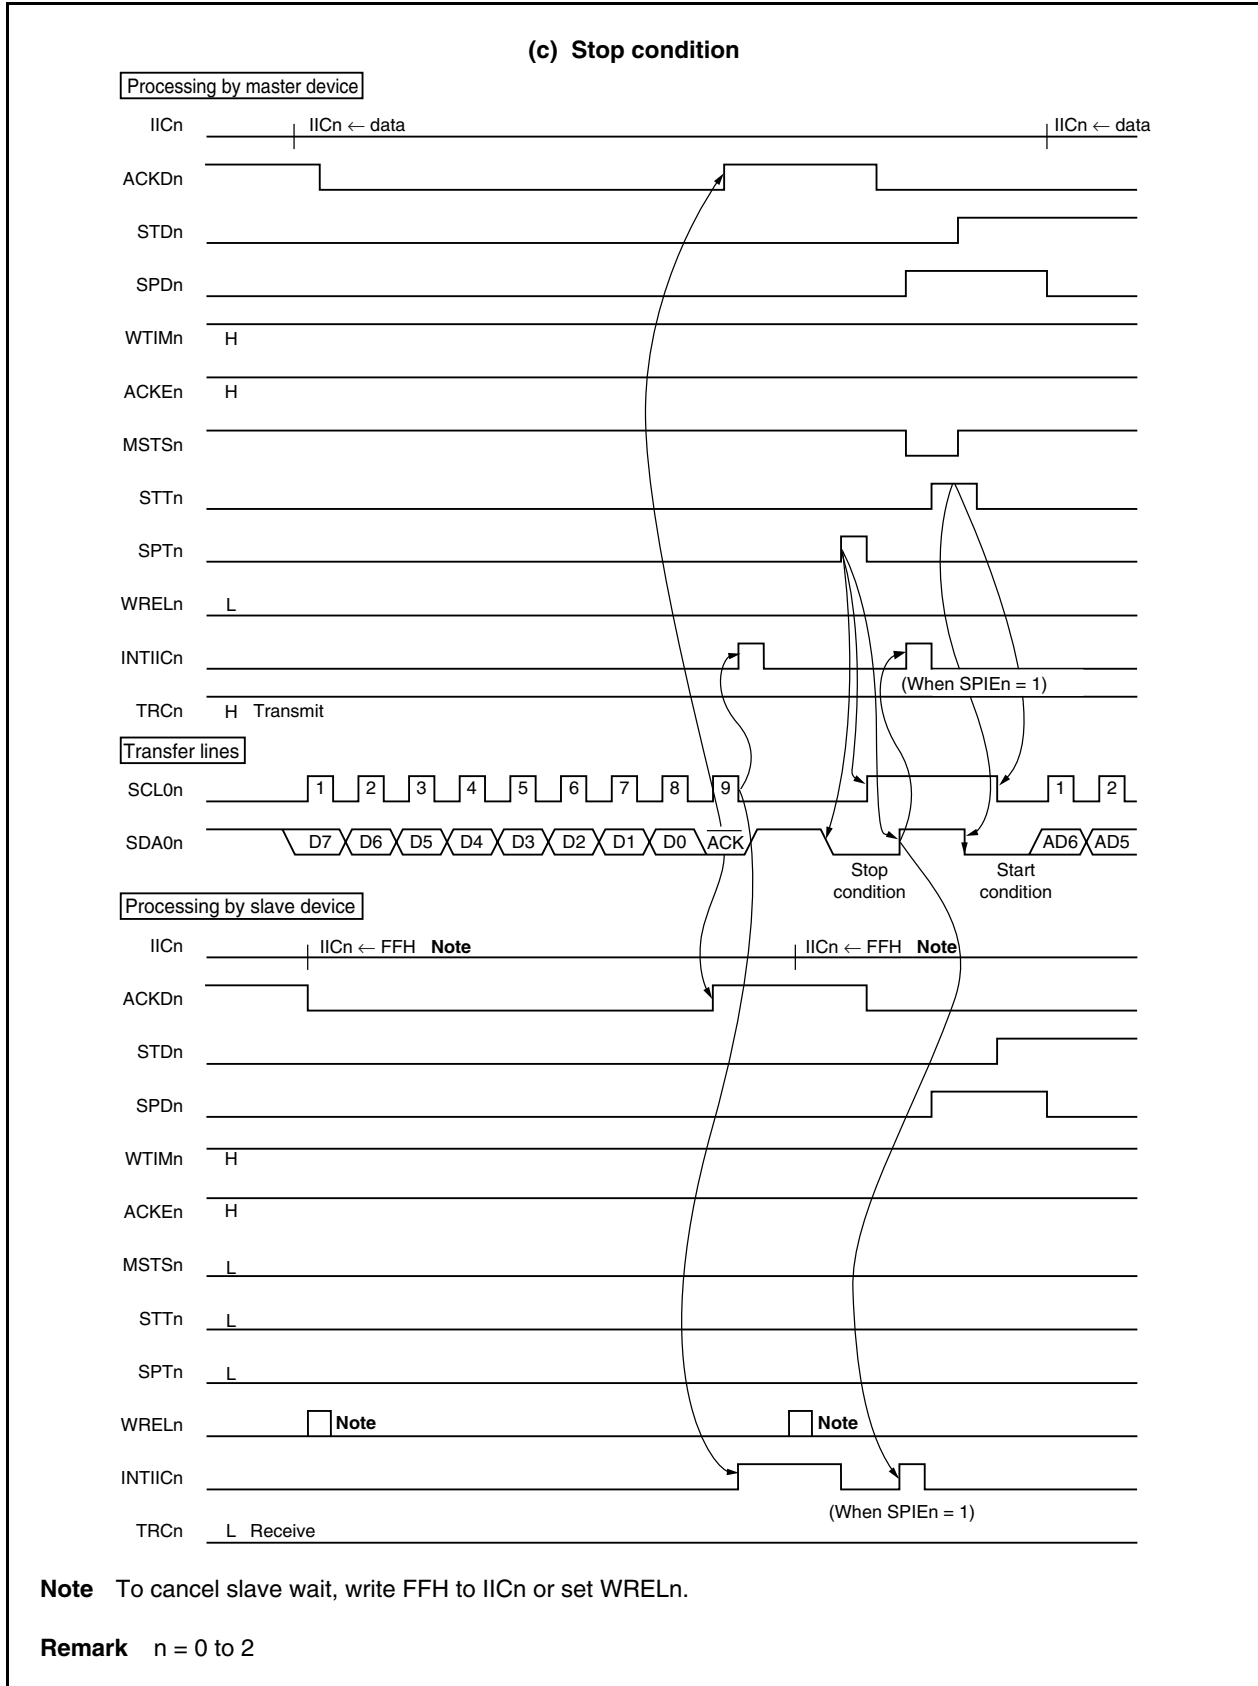 (c) Stop condition
Processing by master device
IICn IICn ← data IICn ← data
ACKDn
STDn
SPDn
WTIMn H
ACKEn H
MSTSn
STTn
SPTn
WRELn L
INTIICn
(When SPIEn = 1)
TRCn H Transmit
Transfer lines
SCL0n 1 2 3 4 5 6 7 8 9 1 2
SDA0n D7 D6 D5 D4 D3 D2 D1 D0 ACK AD6 AD5
Stop condition
Start condition
Processing by slave device
IICn IICn ← FFH Note IICn ← FFH Note
ACKDn
STDn
SPDn
WTIMn H
ACKEn H
MSTSn L
STTn L
SPTn L
WRELn Note Note
INTIICn
(When SPIEn = 1)
TRCn L Receive
Note To cancel slave wait, write FFH to IICn or set WRELn.
Remark n = 0 to 2